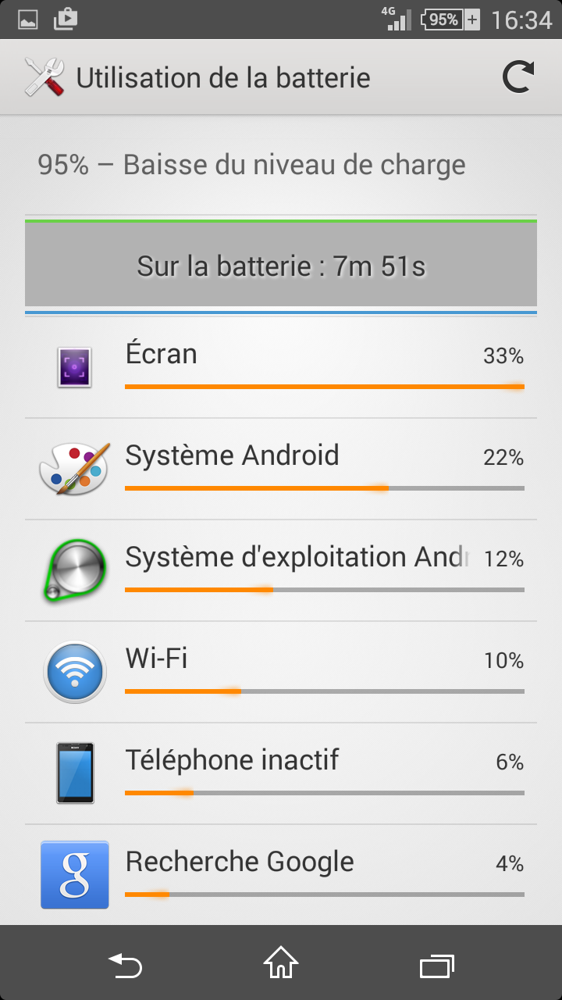 4G 95% 16:34
Utilisation de la batterie
95% – Baisse du niveau de charge
Sur la batterie : 7m 51s
Écran 33%
Système Android 22%
Système d'exploitation Andr 12%
Wi-Fi 10%
Téléphone inactif 6%
g Recherche Google 4%